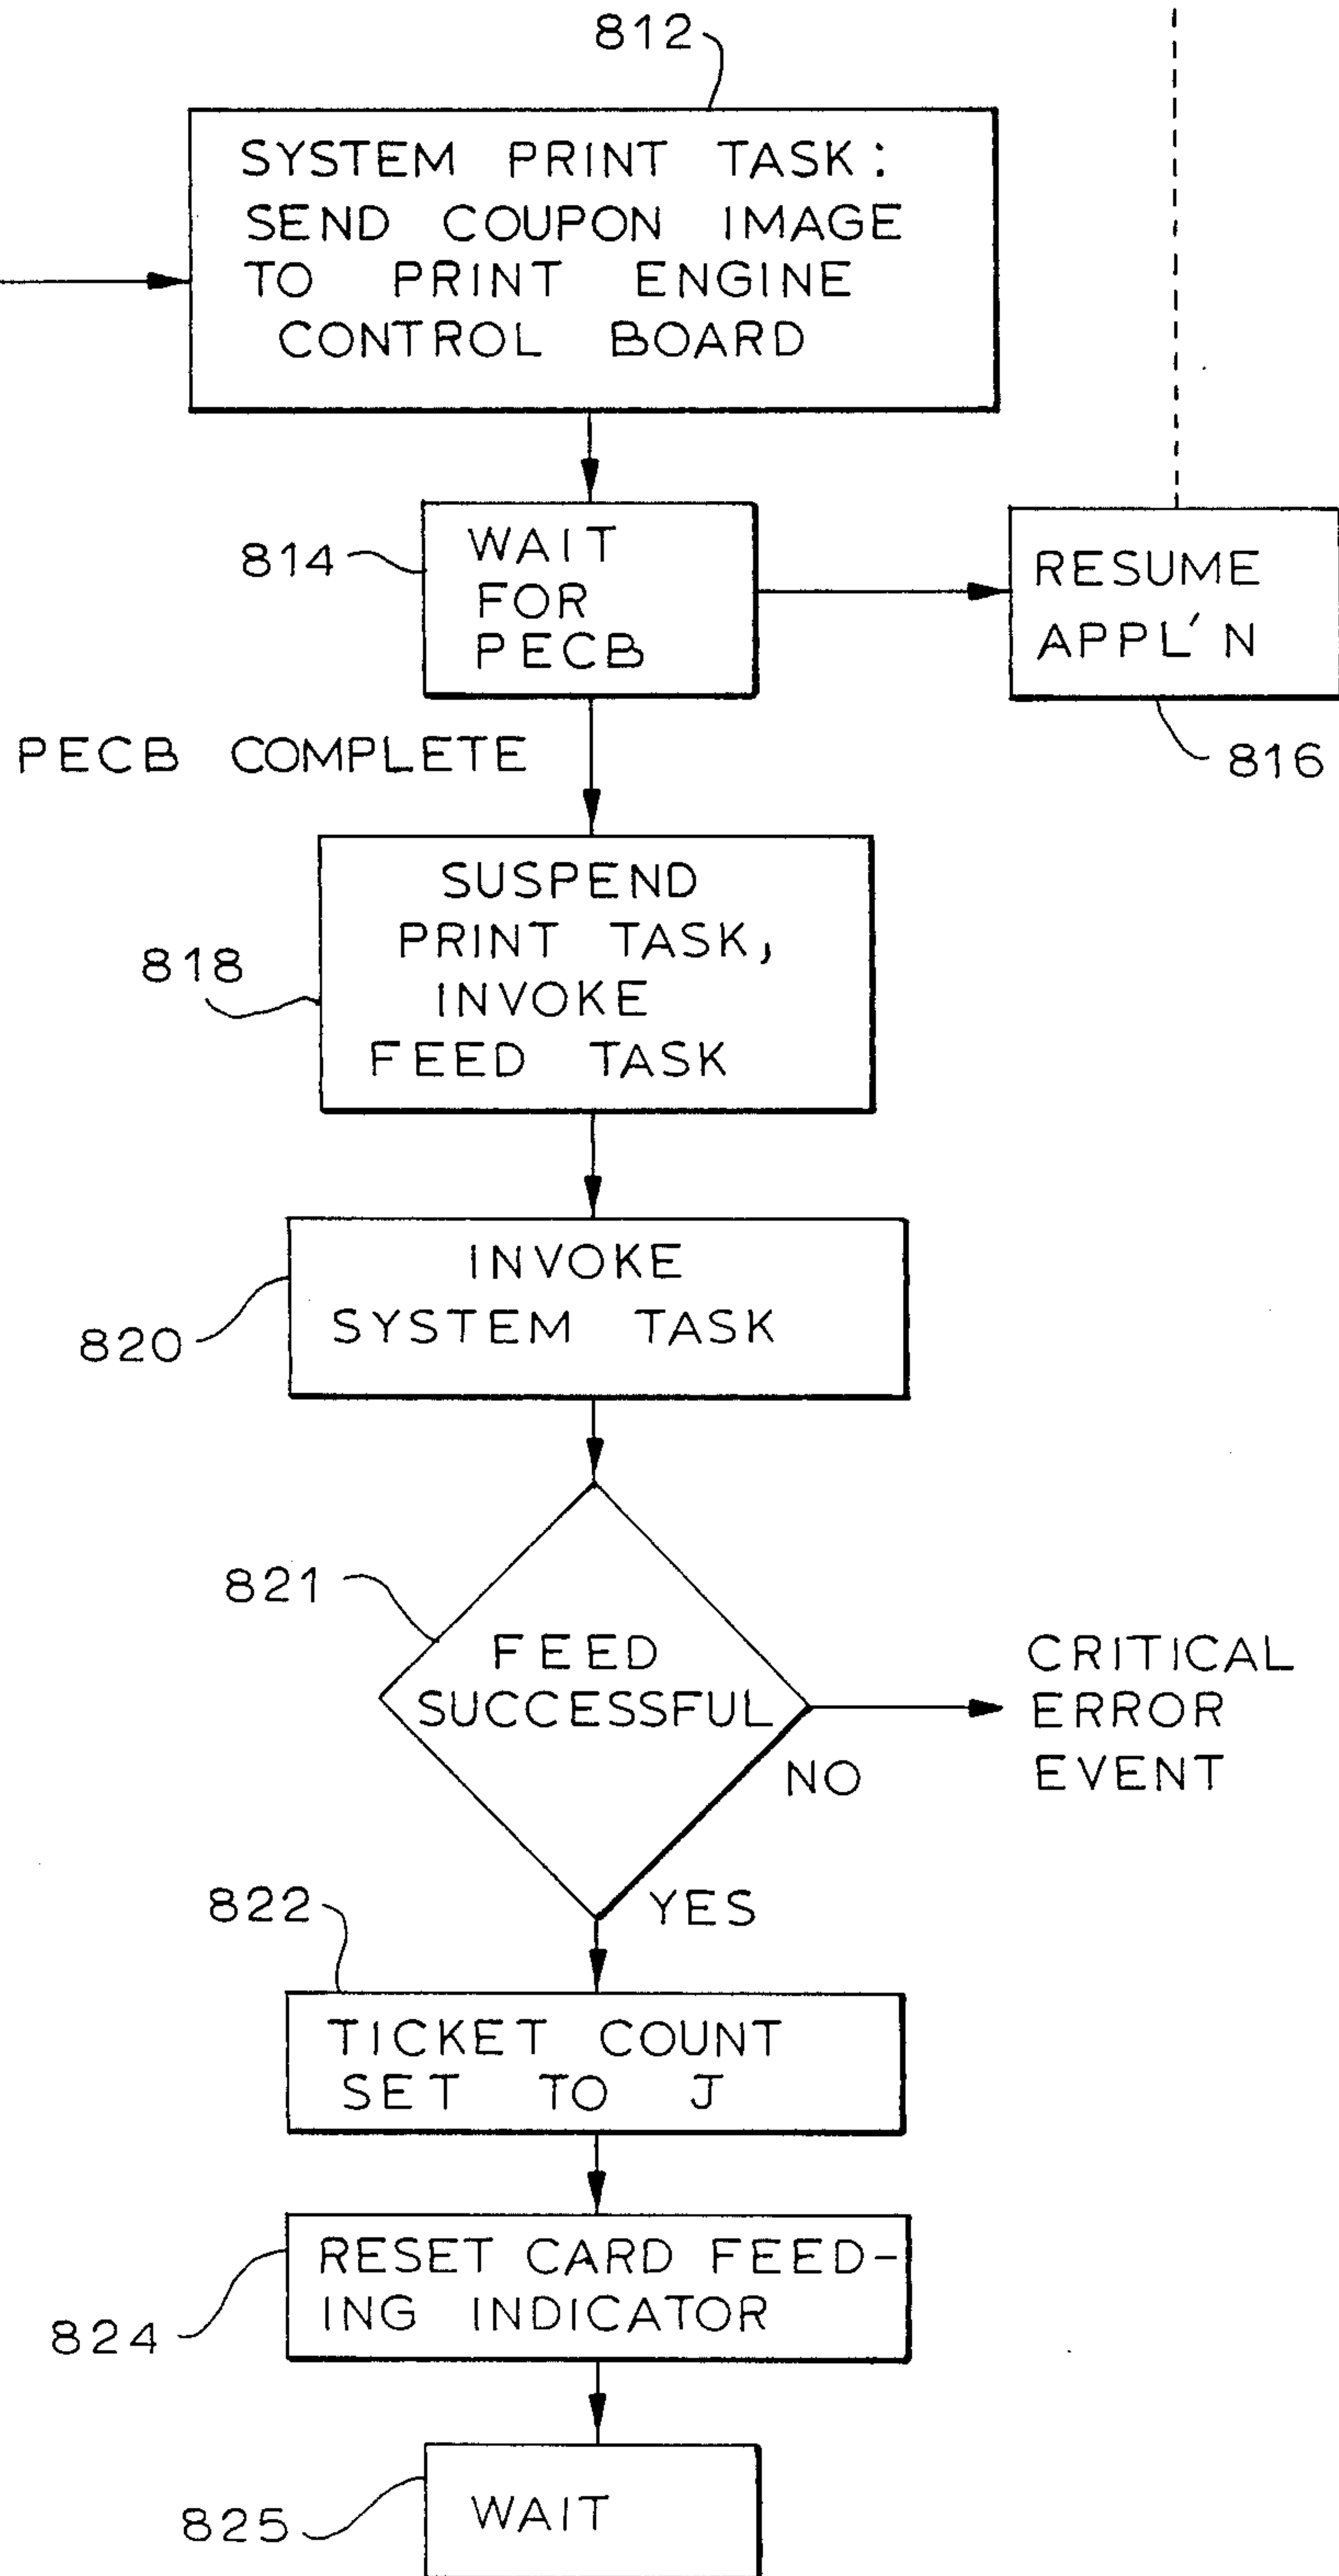 812
SYSTEM PRINT TASK:
SEND COUPON IMAGE
TO PRINT ENGINE
CONTROL BOARD
814
WAIT
FOR
PECB
RESUME
APPL'N
816
PECB COMPLETE
818
SUSPEND
PRINT TASK,
INVOKE
FEED TASK
820
INVOKE
SYSTEM TASK
821
FEED
SUCCESSFUL
NO
CRITICAL
ERROR
EVENT
YES
822
TICKET COUNT
SET TO J
824
RESET CARD FEED-
ING INDICATOR
825
WAIT